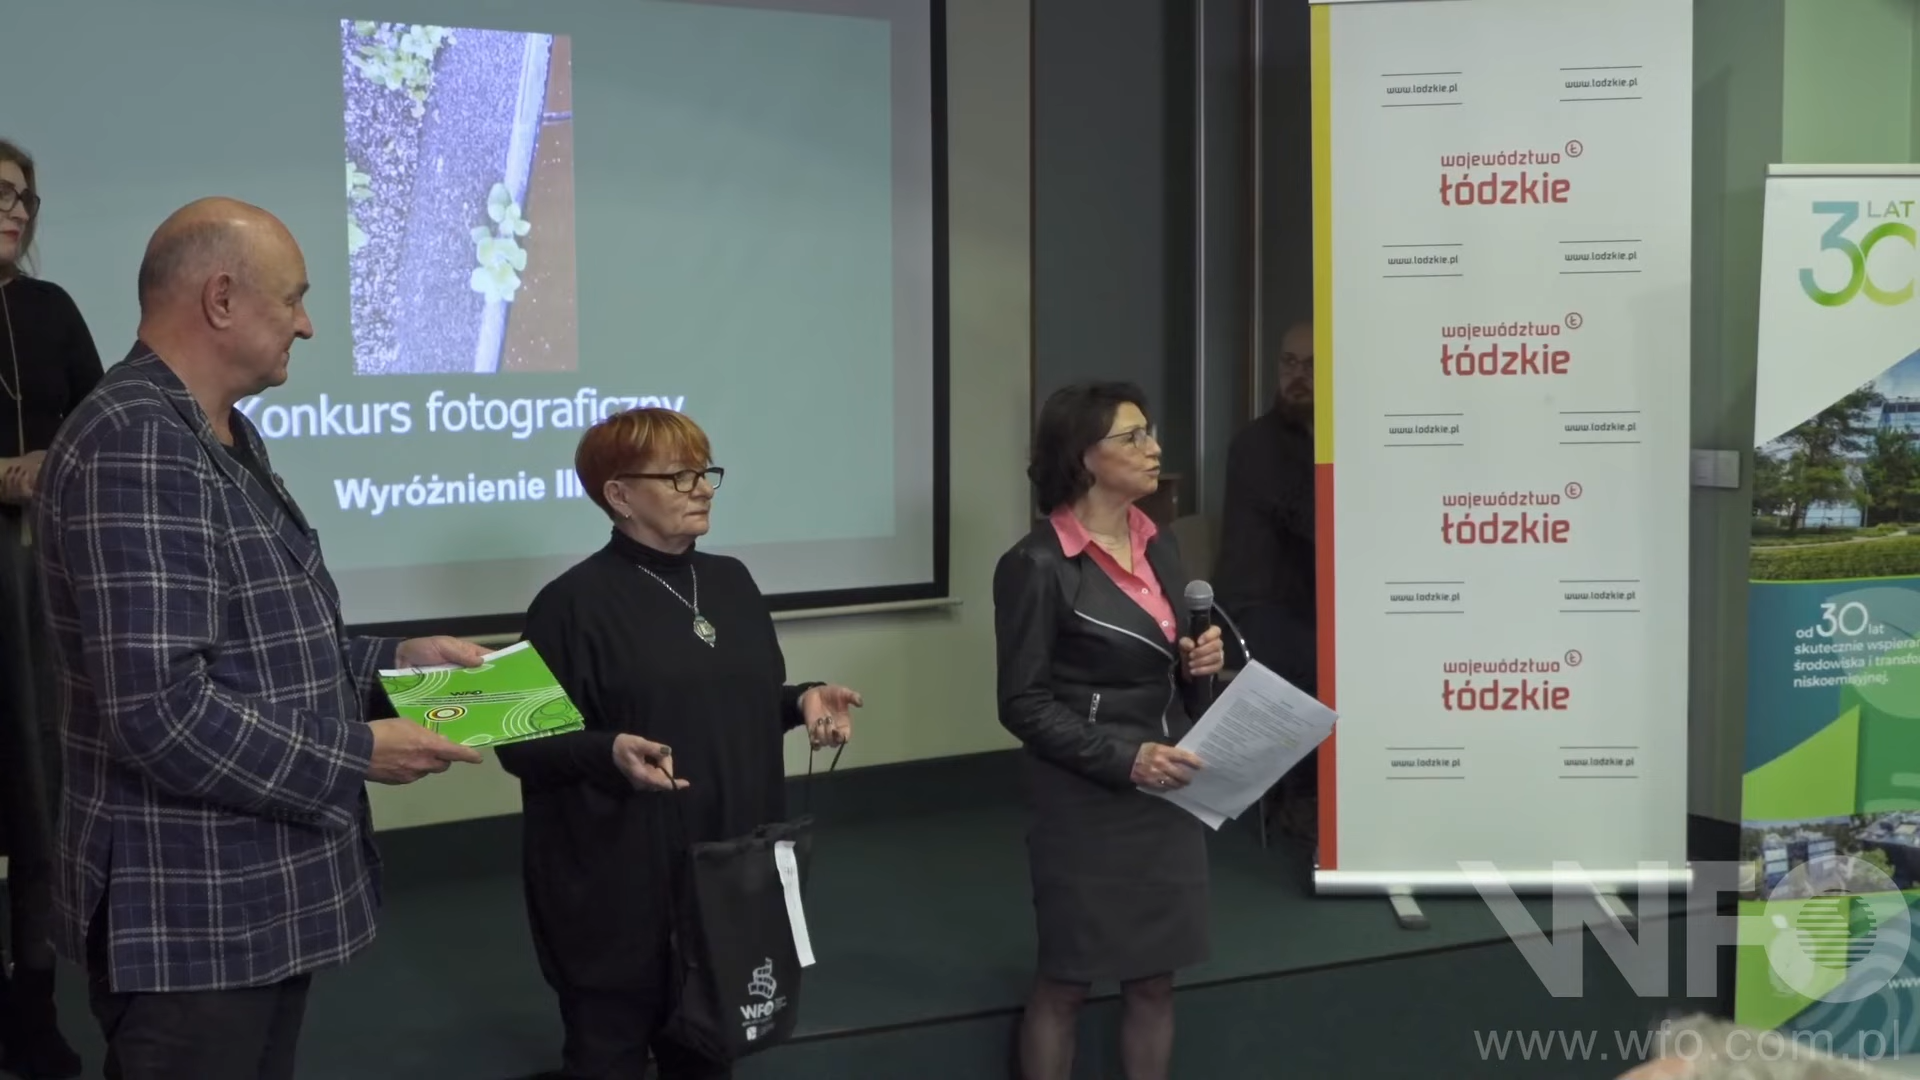 Konkurs fotograficzny
Wyróżnienie III
www.lodzkie.pl
www.lodzkie.pl
województwo
łódzkie
www.lodzkie.pl
www.lodzkie.pl
województwo
łódzkie
www.lodzkie.pl
www.lodzkie.pl
województwo
łódzkie
www.lodzkie.pl
www.lodzkie.pl
województwo
łódzkie
www.lodzkie.pl
www.lodzkie.pl
30 LAT
od 30 lat
skutecznie wspiera
środowiska i transfo
niskoemisyjnej.
WFO
WFO
www.wfo.com.pl